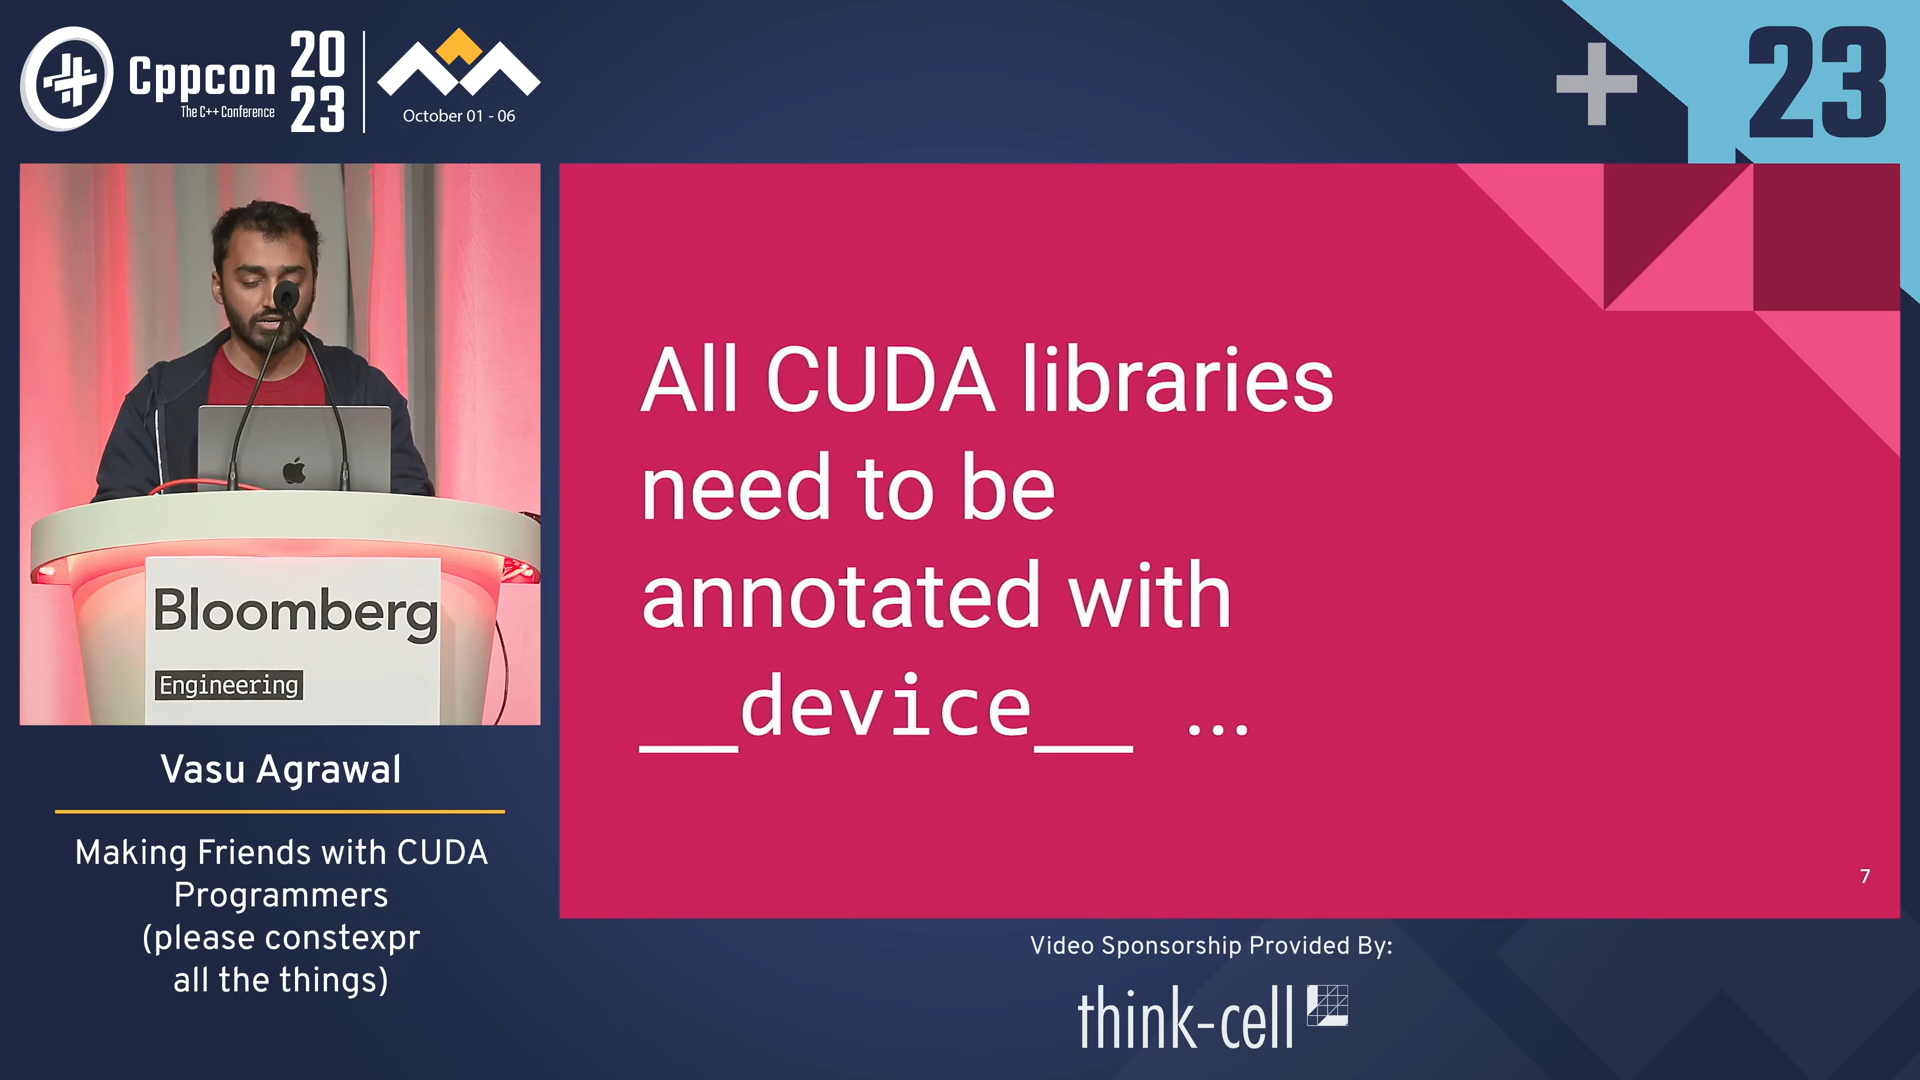 Cppcon
The C++ Conference
20
23
October 01 - 06
23
All CUDA libraries
need to be
annotated with
__device__ ...
7
Bloomberg
Engineering
Vasu Agrawal
Making Friends with CUDA
Programmers
(please constexpr
all the things)
Video Sponsorship Provided By:
think-cell